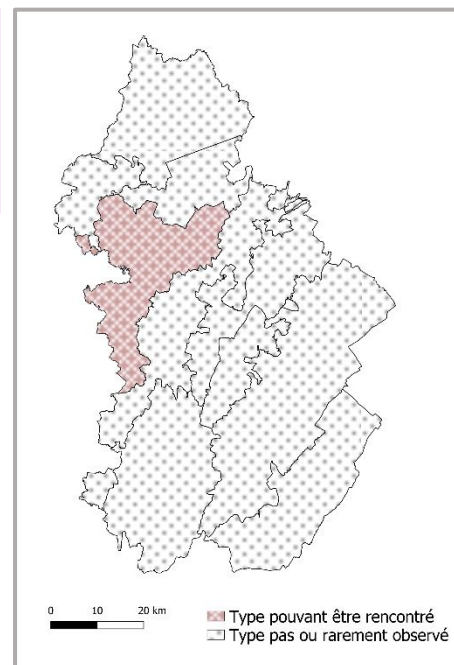 0 10 20 km
Type pouvant être rencontré
Type pas ou rarement observé